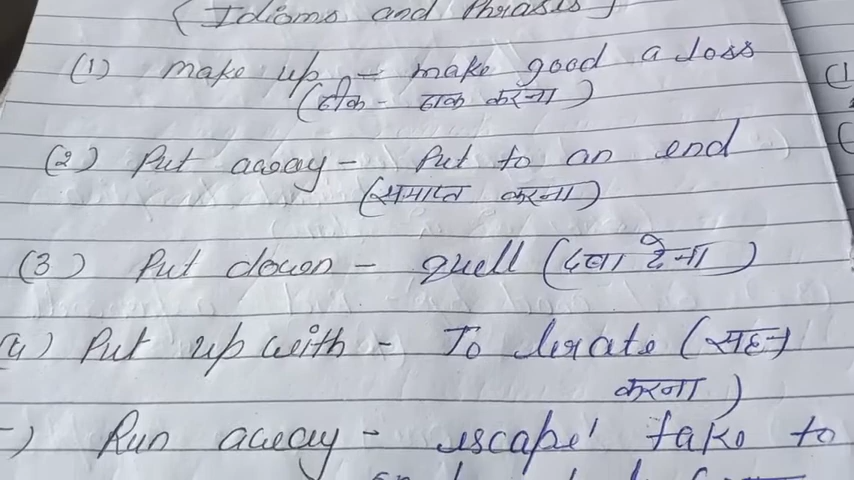 (Idioms and Phrases)
(1) make up - make good a loss
(ठीक - ठाक करना)
(2) Put away - Put to an end
(समाप्त करना)
(3) Put down - quell (दबा देना)
(4) Put up with - To lerate (सहन
करना)
Run away - escape' take to